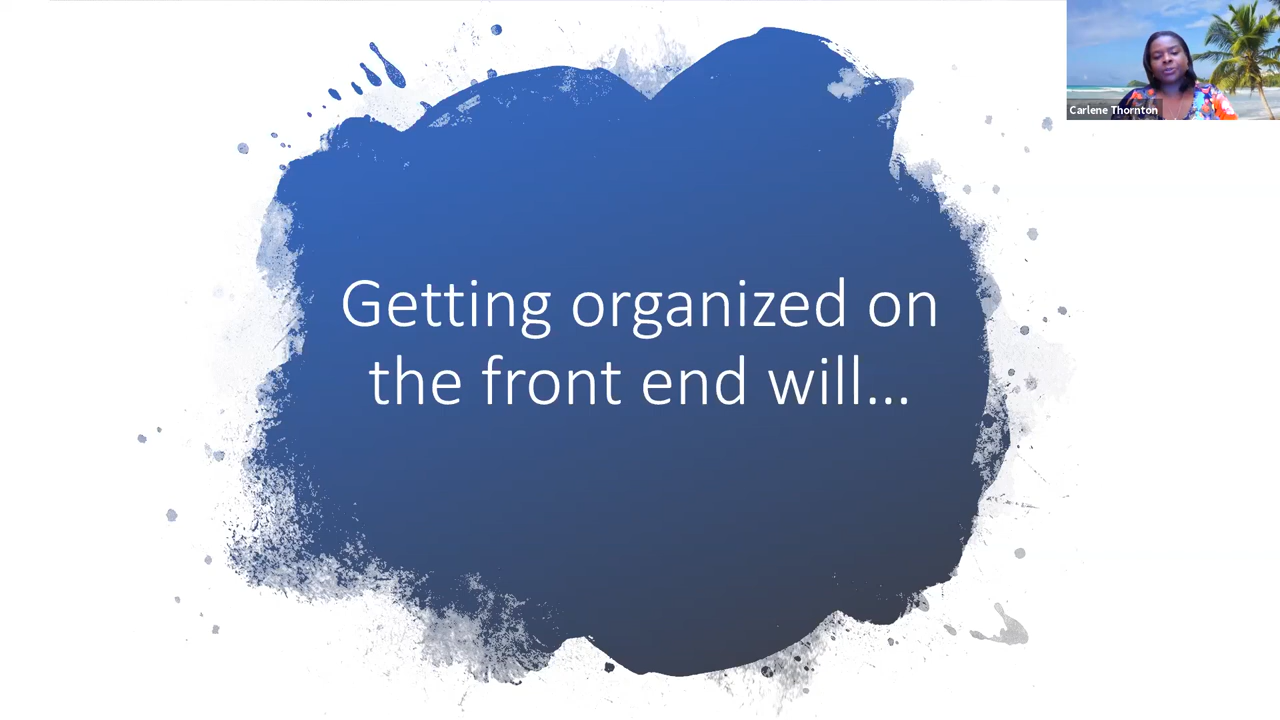 Getting organized on
the front end will...
Carlene Thornton